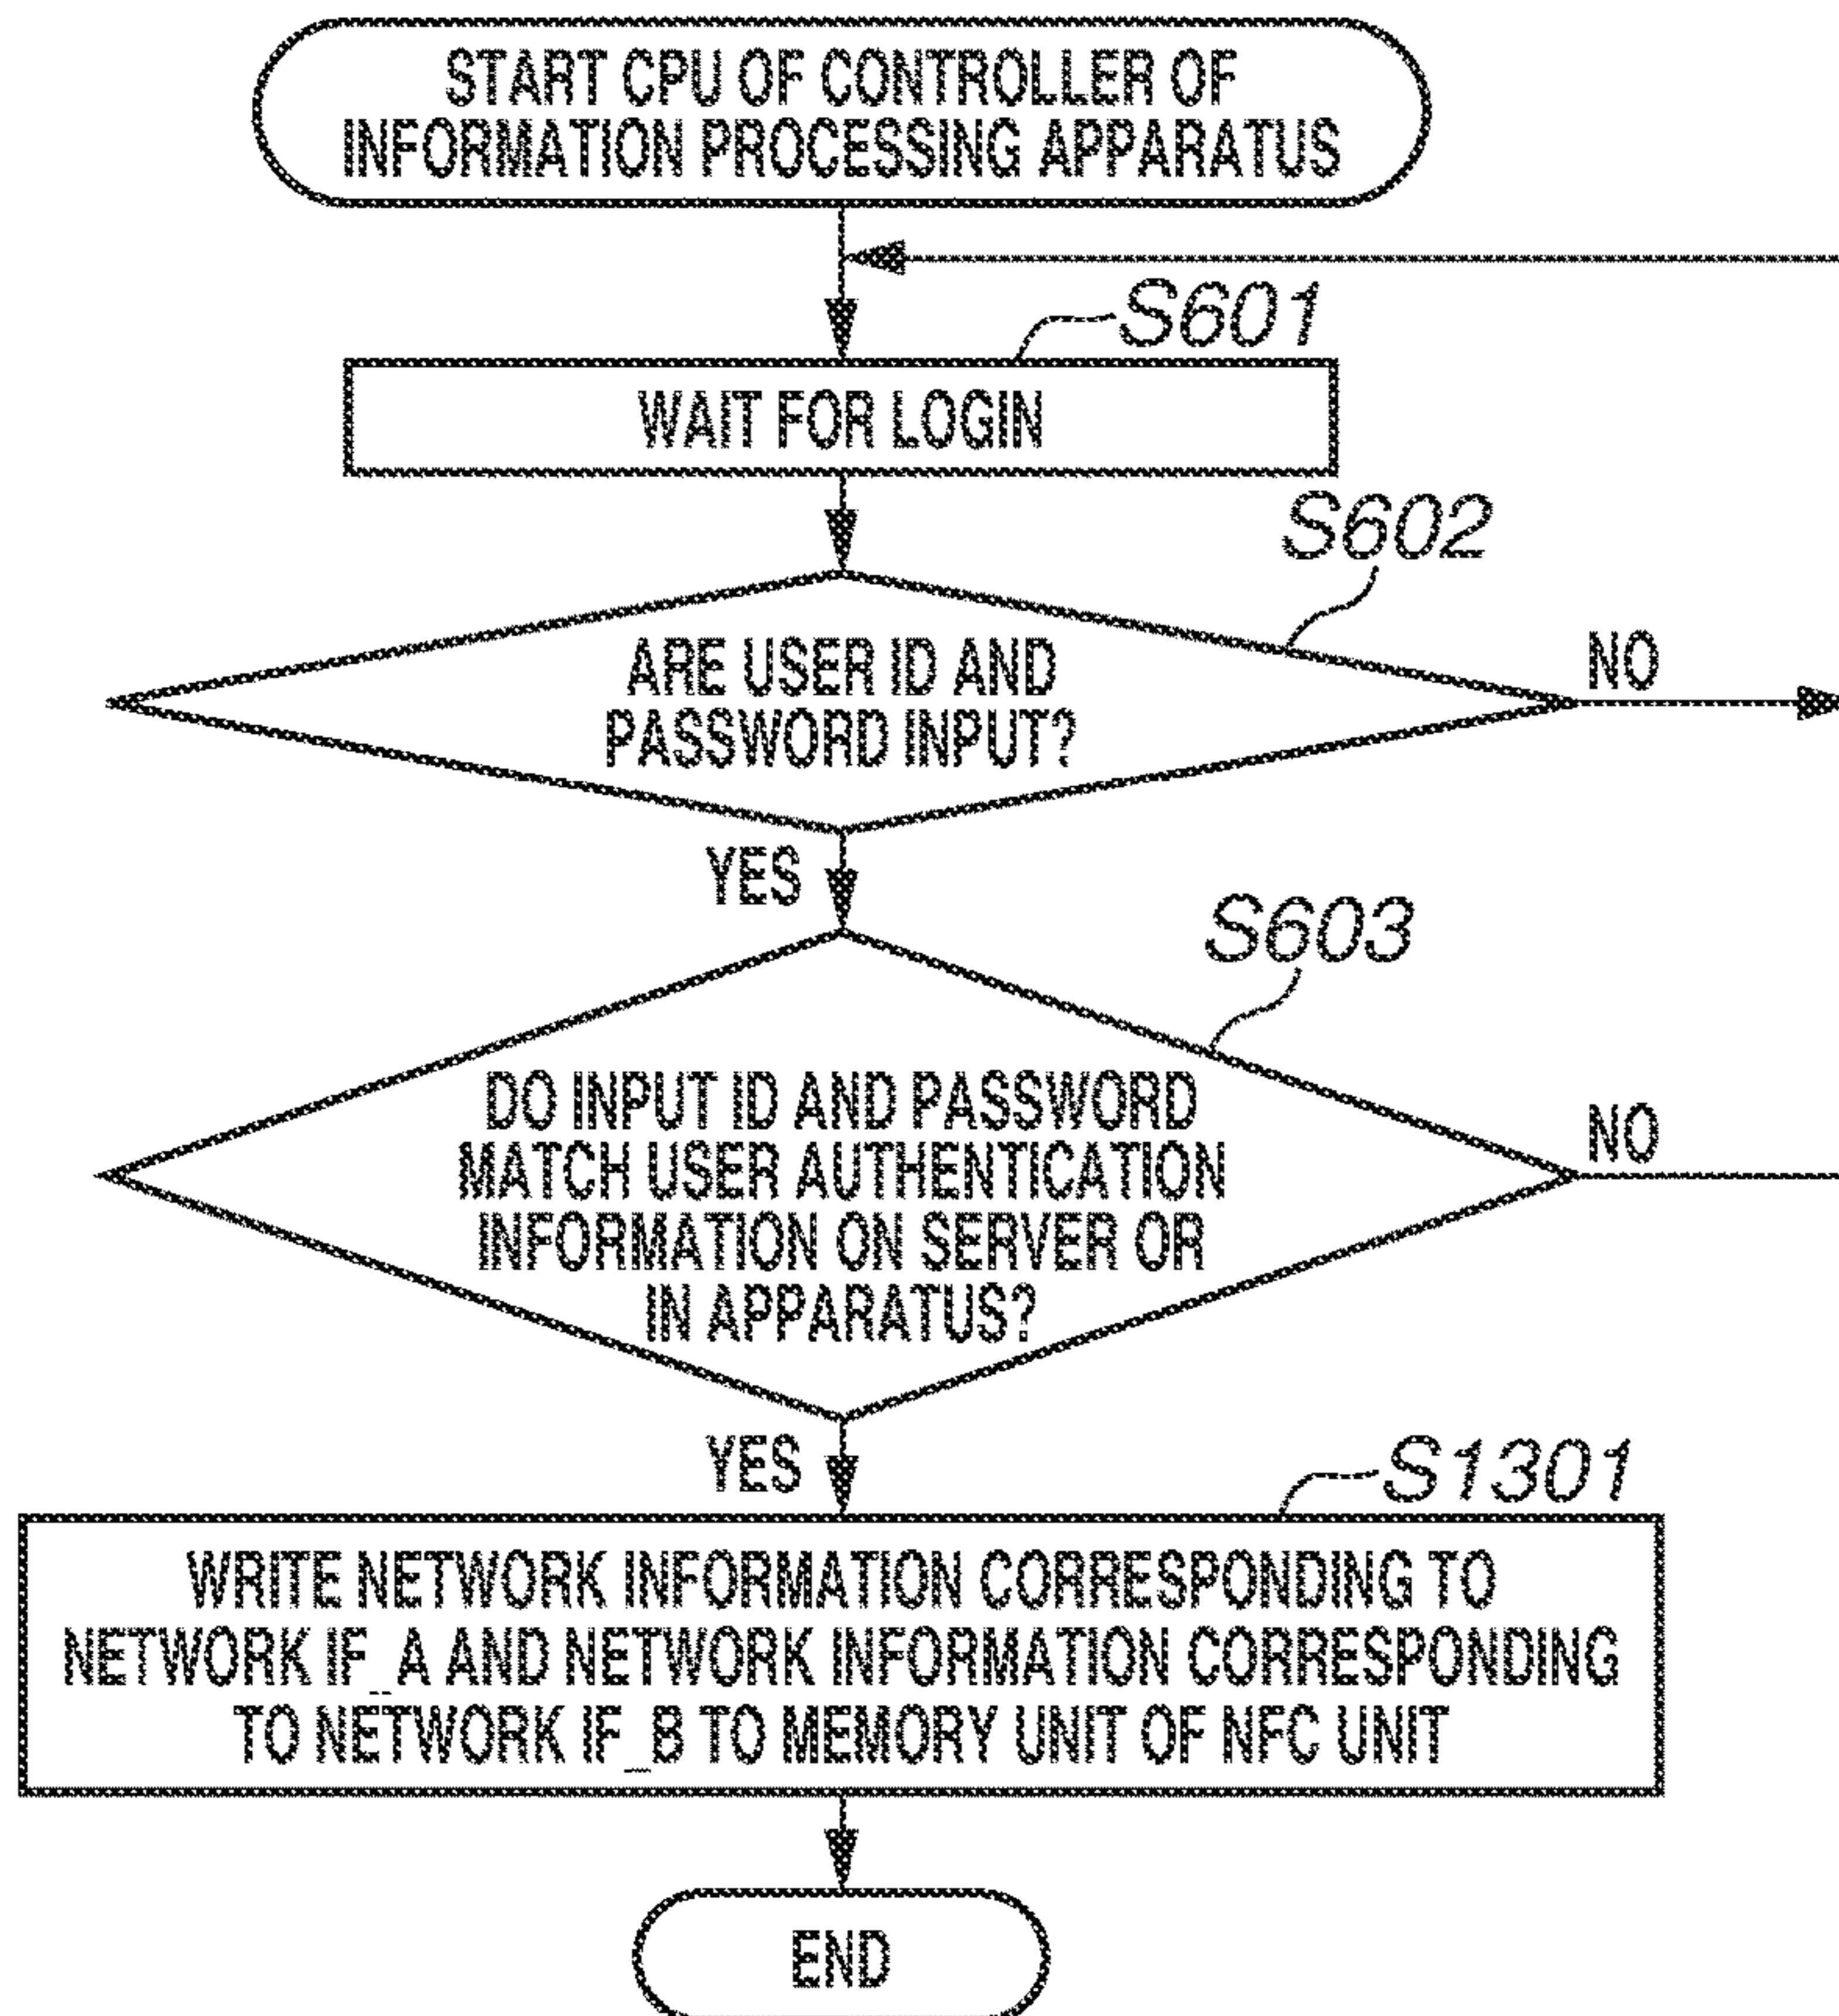 START CPU OF CONTROLLER OF
INFORMATION PROCESSING APPARATUS
S601
WAIT FOR LOGIN
S602
ARE USER ID AND
PASSWORD INPUT?
NO
YES
S603
DO INPUT ID AND PASSWORD
MATCH USER AUTHENTICATION
INFORMATION ON SERVER OR
IN APPARATUS?
NO
YES
S1301
WRITE NETWORK INFORMATION CORRESPONDING TO
NETWORK IF_A AND NETWORK INFORMATION CORRESPONDING
TO NETWORK IF_B TO MEMORY UNIT OF NFC UNIT
END